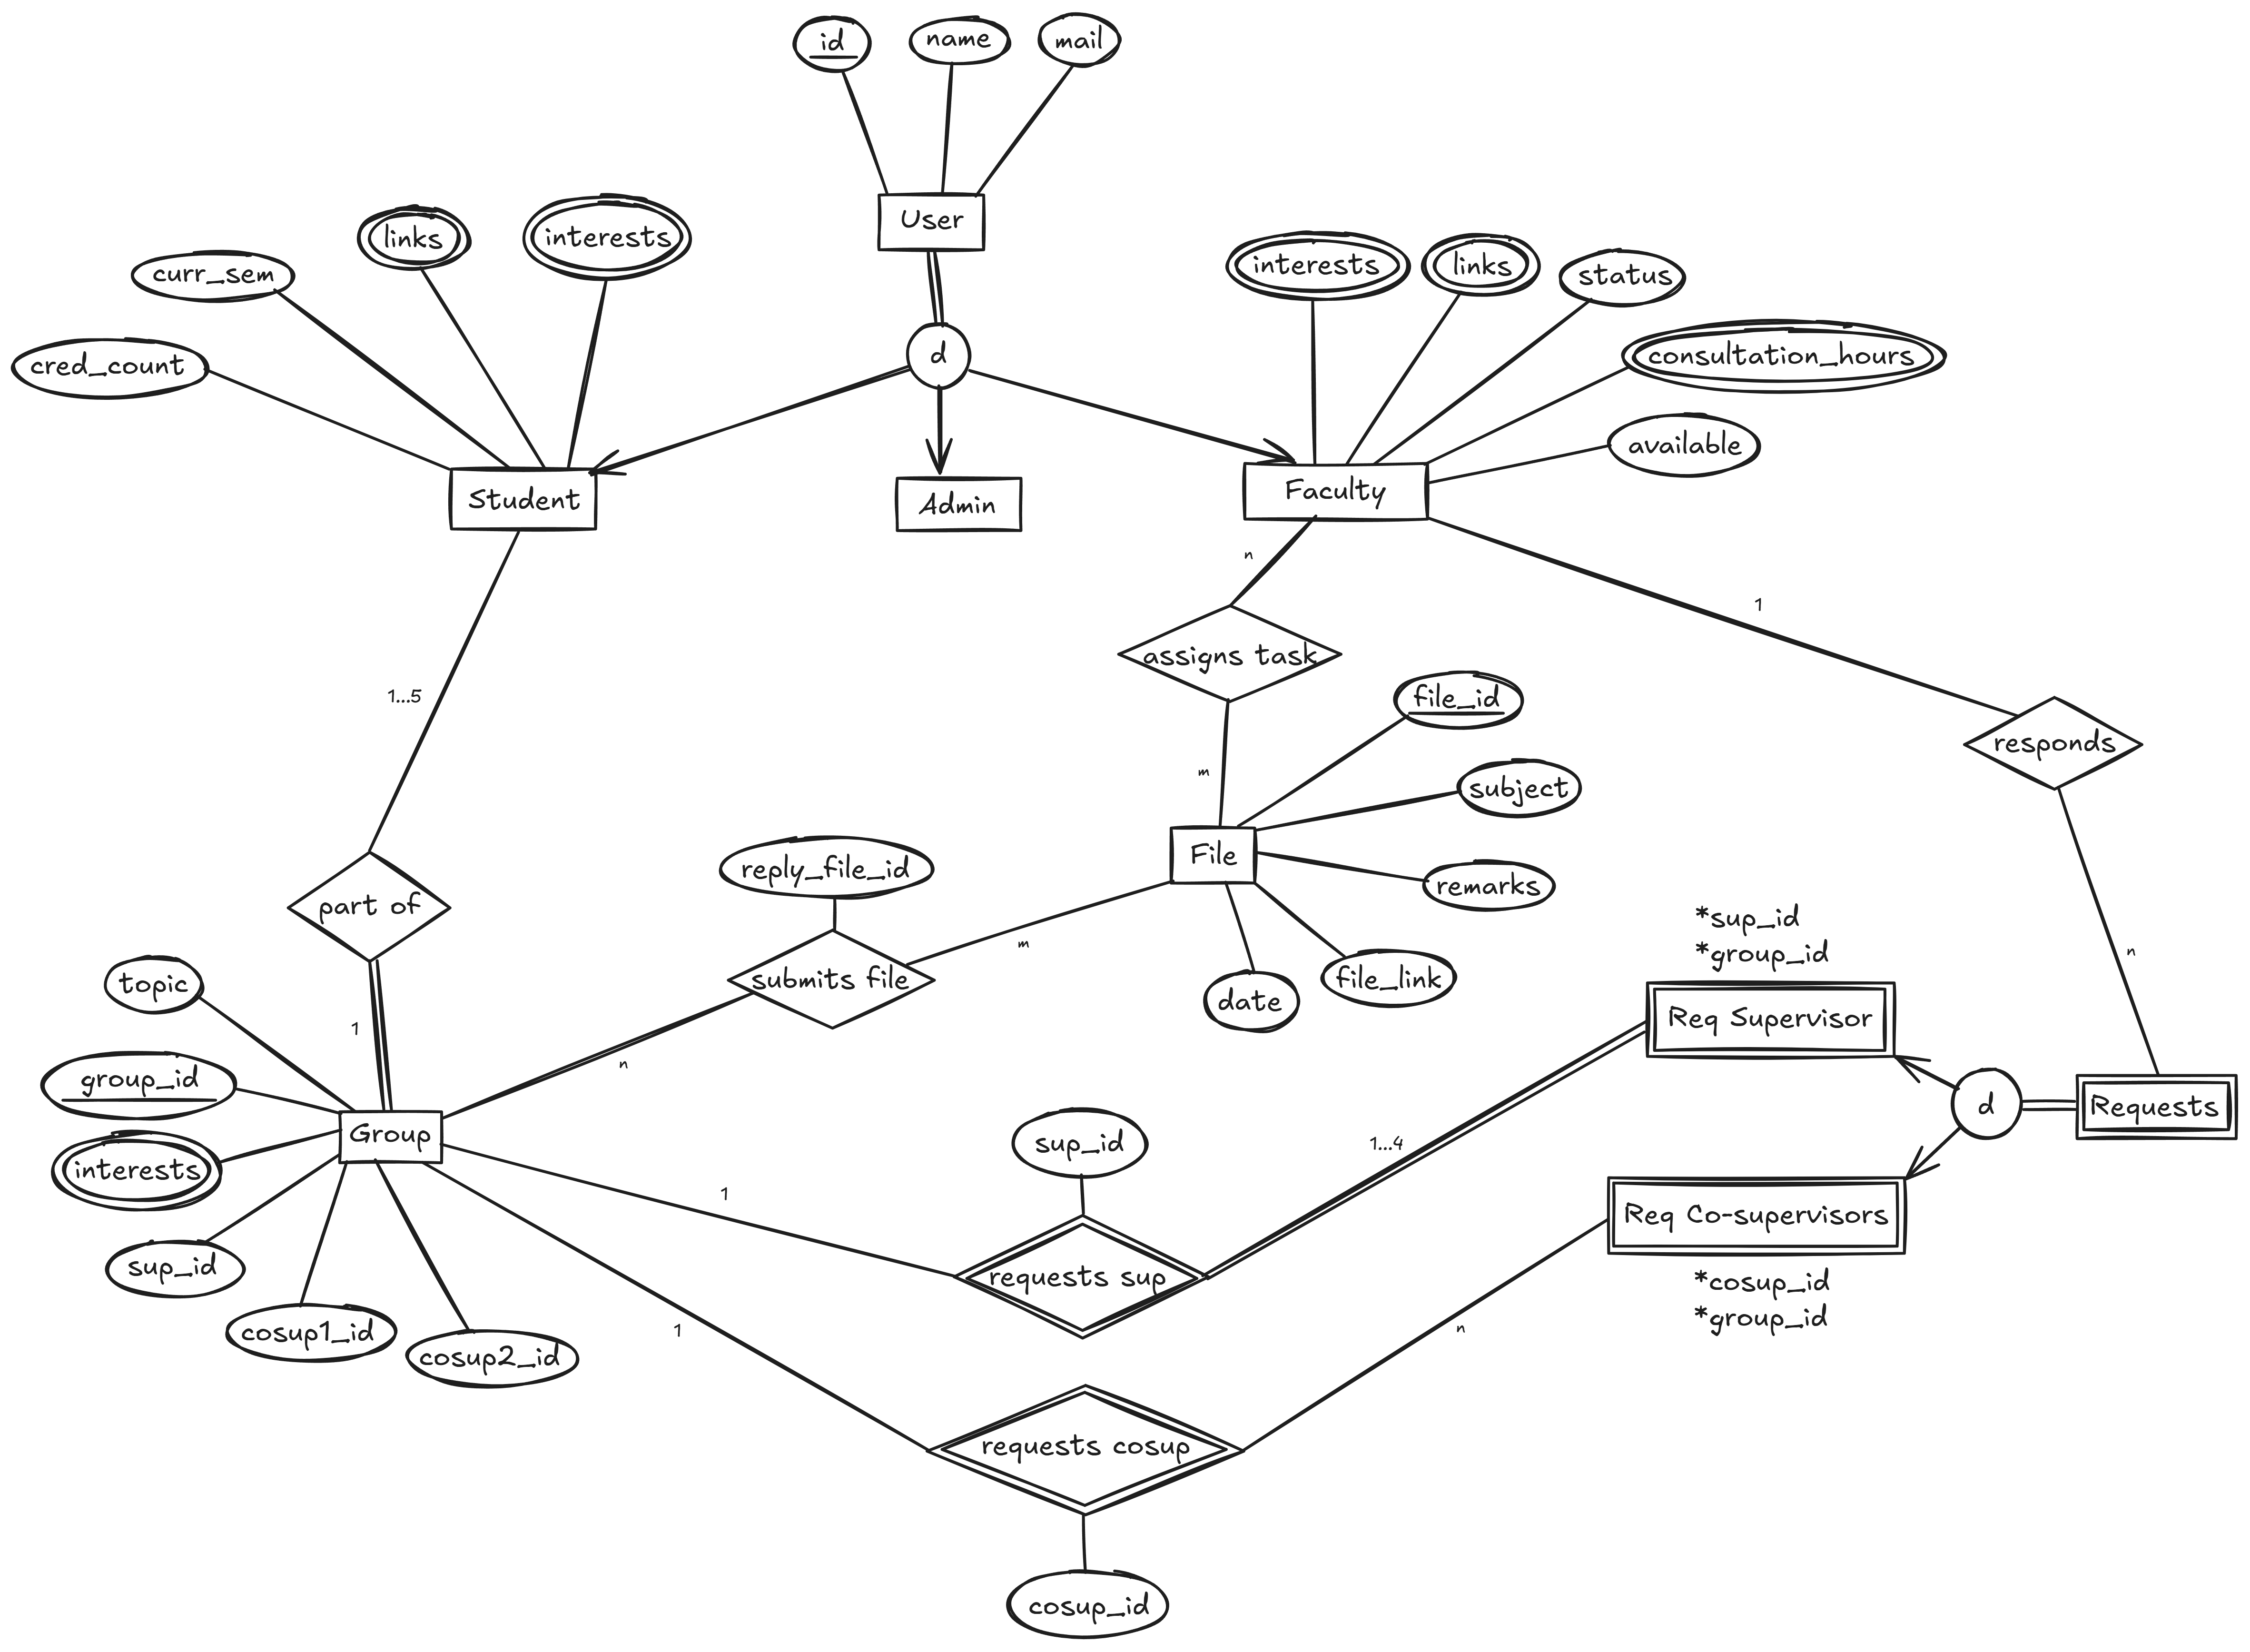 id
name
mail
User
links
interests
curr_sem
interests
links
status
cred_count
d
consultation_hours
available
Student
Admin
Faculty
n
1
1...5
assigns task
file_id
responds
m
subject
File
reply_file_id
remarks
part of
*sup_id
m
*group_id
n
topic
submits file
file_link
date
1
Req Supervisor
n
group_id
d
Requests
Group
sup_id
1...4
interests
1
Req Co-supervisors
sup_id
requests sup
*cosup_id
*group_id
cosup1_id
1
n
cosup2_id
requests cosup
cosup_id